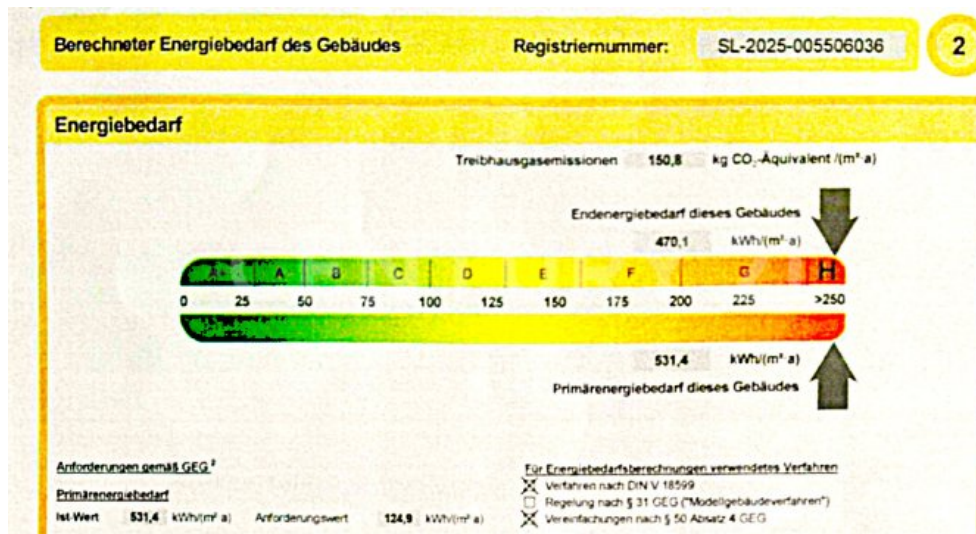 Berechneter Energiebedarf des Gebäudes Registriernummer: SL-2025-005506036 2
Energiebedarf
Treibhausgasemissionen 150,8 kg CO₂-Äquivalent /(m²·a)
Endenergiebedarf dieses Gebäudes
470,1 kWh/(m²·a)
A+ A B C D E F G H
0 25 50 75 100 125 150 175 200 225 >250
531,4 kWh/(m²·a)
Primärenergiebedarf dieses Gebäudes
Anforderungen gemäß GEG ² Für Energiebedarfsberechnungen verwendetes Verfahren
Verfahren nach DIN V 18599
Primärenergiebedarf
Regelung nach § 31 GEG ("Modellgebäudeverfahren")
Ist-Wert 531,4 kWh/(m²·a) Anforderungswert 124,9 kWh/(m²·a) Vereinfachungen nach § 50 Absatz 4 GEG